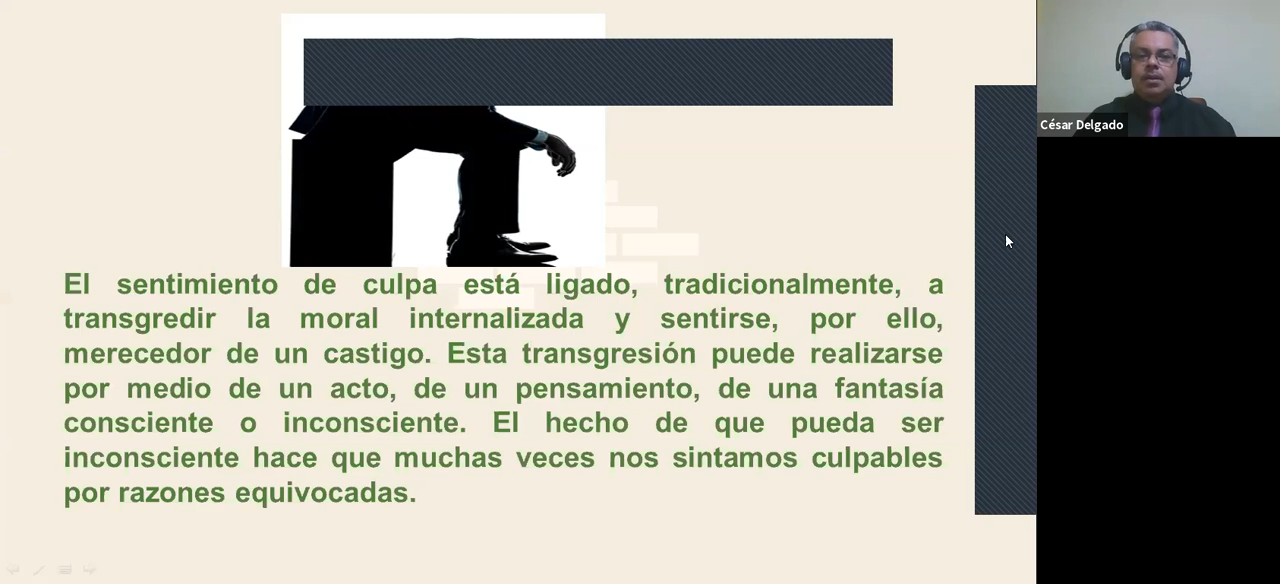 César Delgado
El sentimiento de culpa está ligado, tradicionalmente, a
transgredir la moral internalizada y sentirse, por ello,
merecedor de un castigo. Esta transgresión puede realizarse
por medio de un acto, de un pensamiento, de una fantasía
consciente o inconsciente. El hecho de que pueda ser
inconsciente hace que muchas veces nos sintamos culpables
por razones equivocadas.